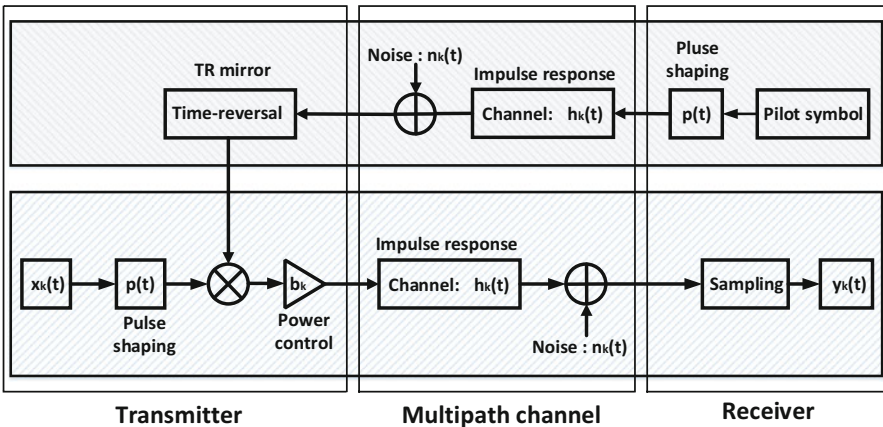 TR mirror
Time-reversal
Noise : nk(t)
Impulse response
Channel: hk(t)
Pluse
shaping
p(t)
Pilot symbol
xk(t)
p(t)
Pulse
shaping
bk
Power
control
Impulse response
Channel: hk(t)
Noise : nk(t)
Sampling
yk(t)
Transmitter
Multipath channel
Receiver